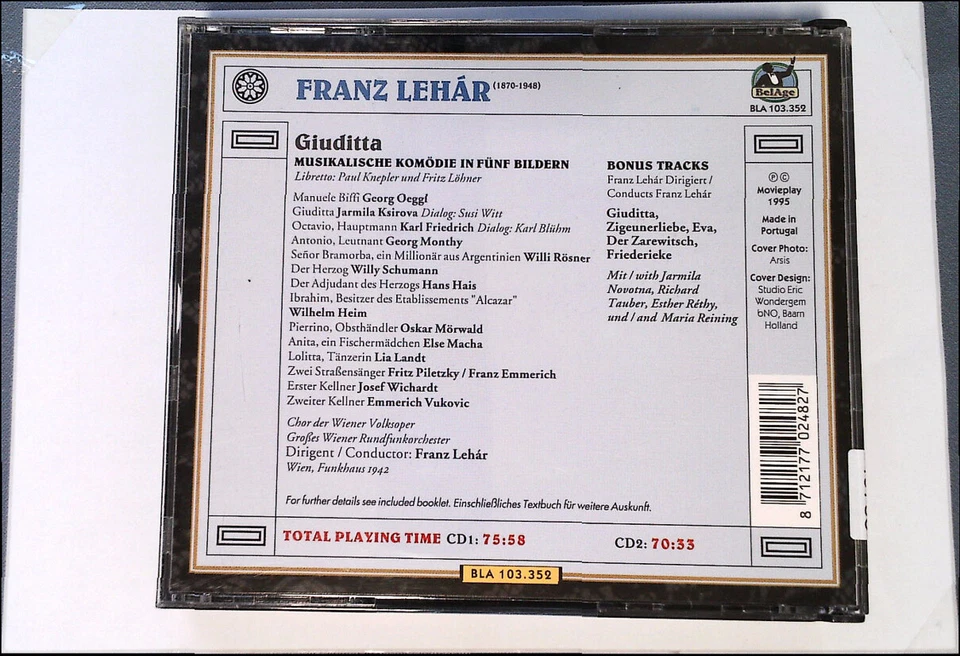 FRANZ LEHÁR (1870-1948)
BelAge
BLA 103.352
Giuditta
MUSIKALISCHE KOMÖDIE IN FÜNF BILDERN
Libretto: Paul Knepler und Fritz Löhner
Manuele Biffi Georg Oeggl
Giuditta Jarmila Ksirova Dialog: Susi Witt
Octavio, Hauptmann Karl Friedrich Dialog: Karl Blühm
Antonio, Leutnant Georg Monthy
Señor Bramorba, ein Millionär aus Argentinien Willi Rösner
Der Herzog Willy Schumann
Der Adjudant des Herzogs Hans Hais
Ibrahim, Besitzer des Etablissements "Alcazar"
Wilhelm Heim
Pierrino, Obsthändler Oskar Mörwald
Anita, ein Fischermädchen Else Macha
Lolitta, Tänzerin Lia Landt
Zwei Straßensänger Fritz Piletzky / Franz Emmerich
Erster Kellner Josef Wichardt
Zweiter Kellner Emmerich Vukovic
Chor der Wiener Volksoper
Großes Wiener Rundfunkorchester
Dirigent / Conductor: Franz Lehár
Wien, Funkhaus 1942
BONUS TRACKS
Franz Lehár Dirigiert /
Conducts Franz Lehár
Giuditta,
Zigeunerliebe, Eva,
Der Zarewitsch,
Friederieke
Mit / with Jarmila
Novotna, Richard
Tauber, Esther Réthy,
und / and Maria Reining
℗ ©
Movieplay
1995
Made in
Portugal
Cover Photo:
Arsis
Cover Design:
Studio Eric
Wondergem
bNO, Baarn
Holland
8 712177 024827
For further details see included booklet. Einschließliches Textbuch für weitere Auskunft.
TOTAL PLAYING TIME CD1: 75:58
CD2: 70:33
BLA 103.352